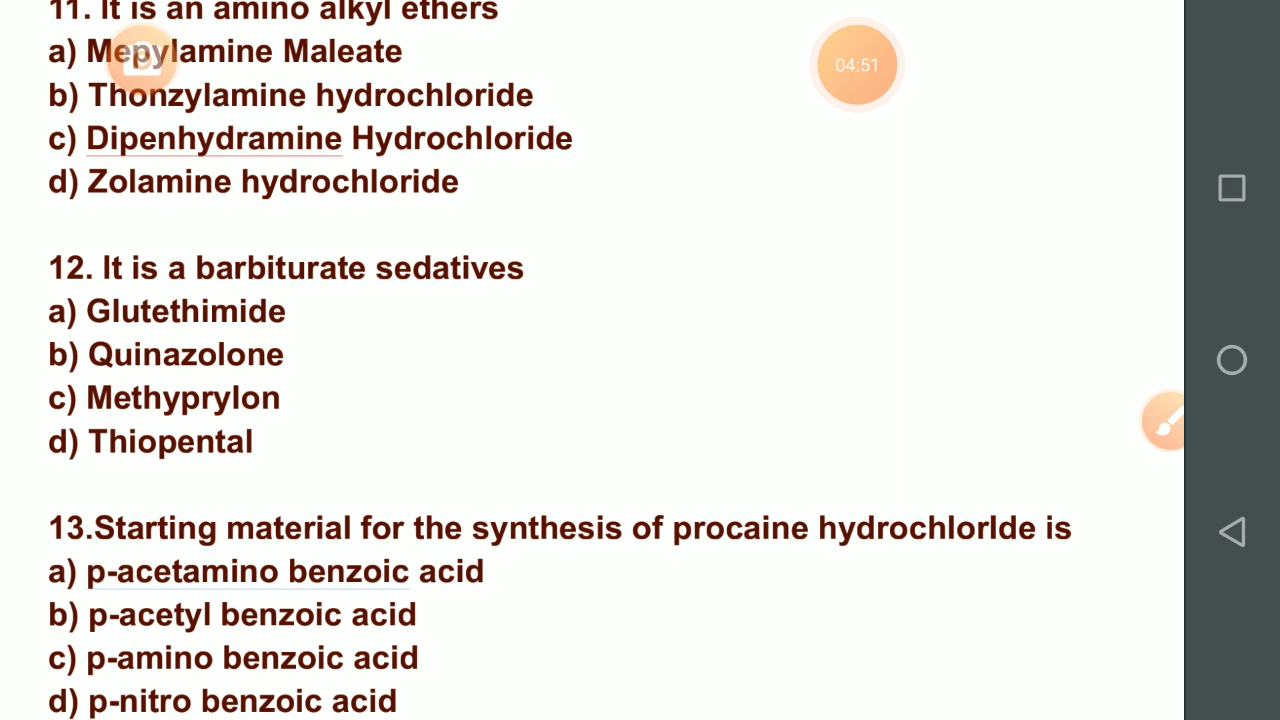 11. It is an amino alkyl ethers
a) Mepylamine Maleate
04:51
b) Thonzylamine hydrochloride
c) Dipenhydramine Hydrochloride
d) Zolamine hydrochloride
12. It is a barbiturate sedatives
a) Glutethimide
b) Quinazolone
c) Methyprylon
d) Thiopental
13.Starting material for the synthesis of procaine hydrochlorIde is
a) p-acetamino benzoic acid
b) p-acetyl benzoic acid
c) p-amino benzoic acid
d) p-nitro benzoic acid